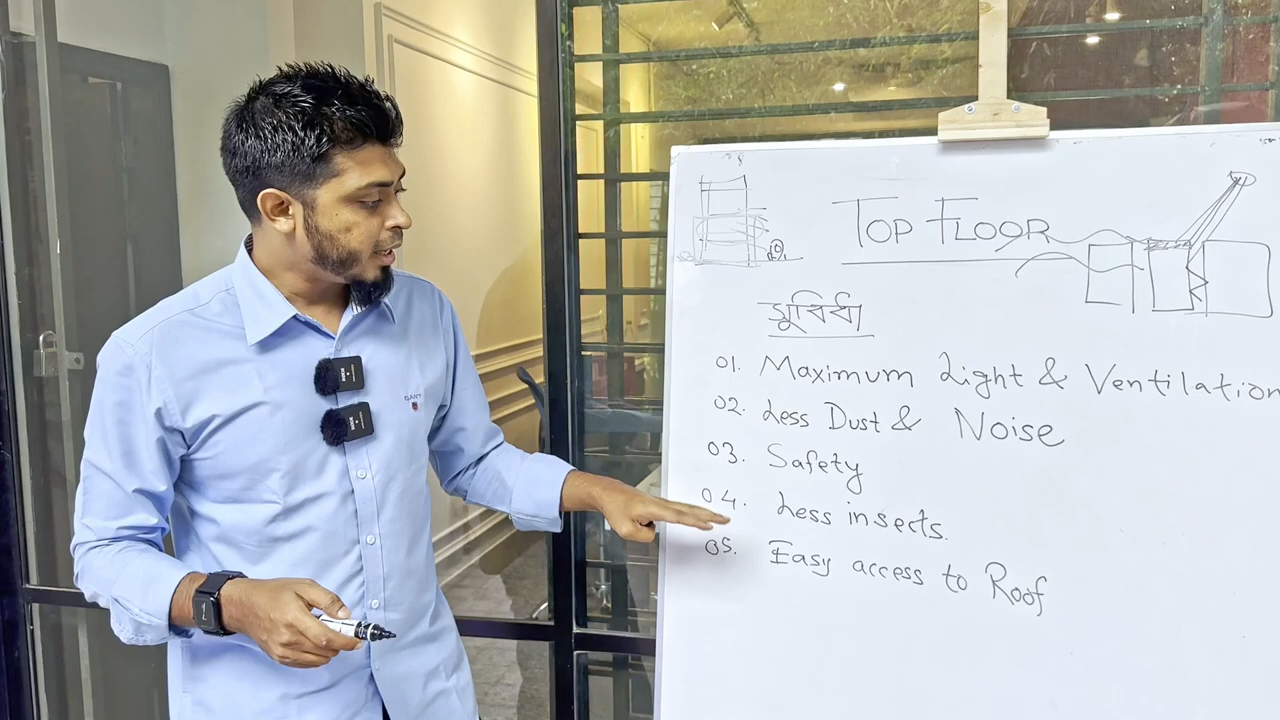 TOP FLOOR
সুবিধা
01. Maximum Light & Ventilation
02. Less Dust & Noise
03. Safety
04. Less insects.
05. Easy access to Roof
GANT